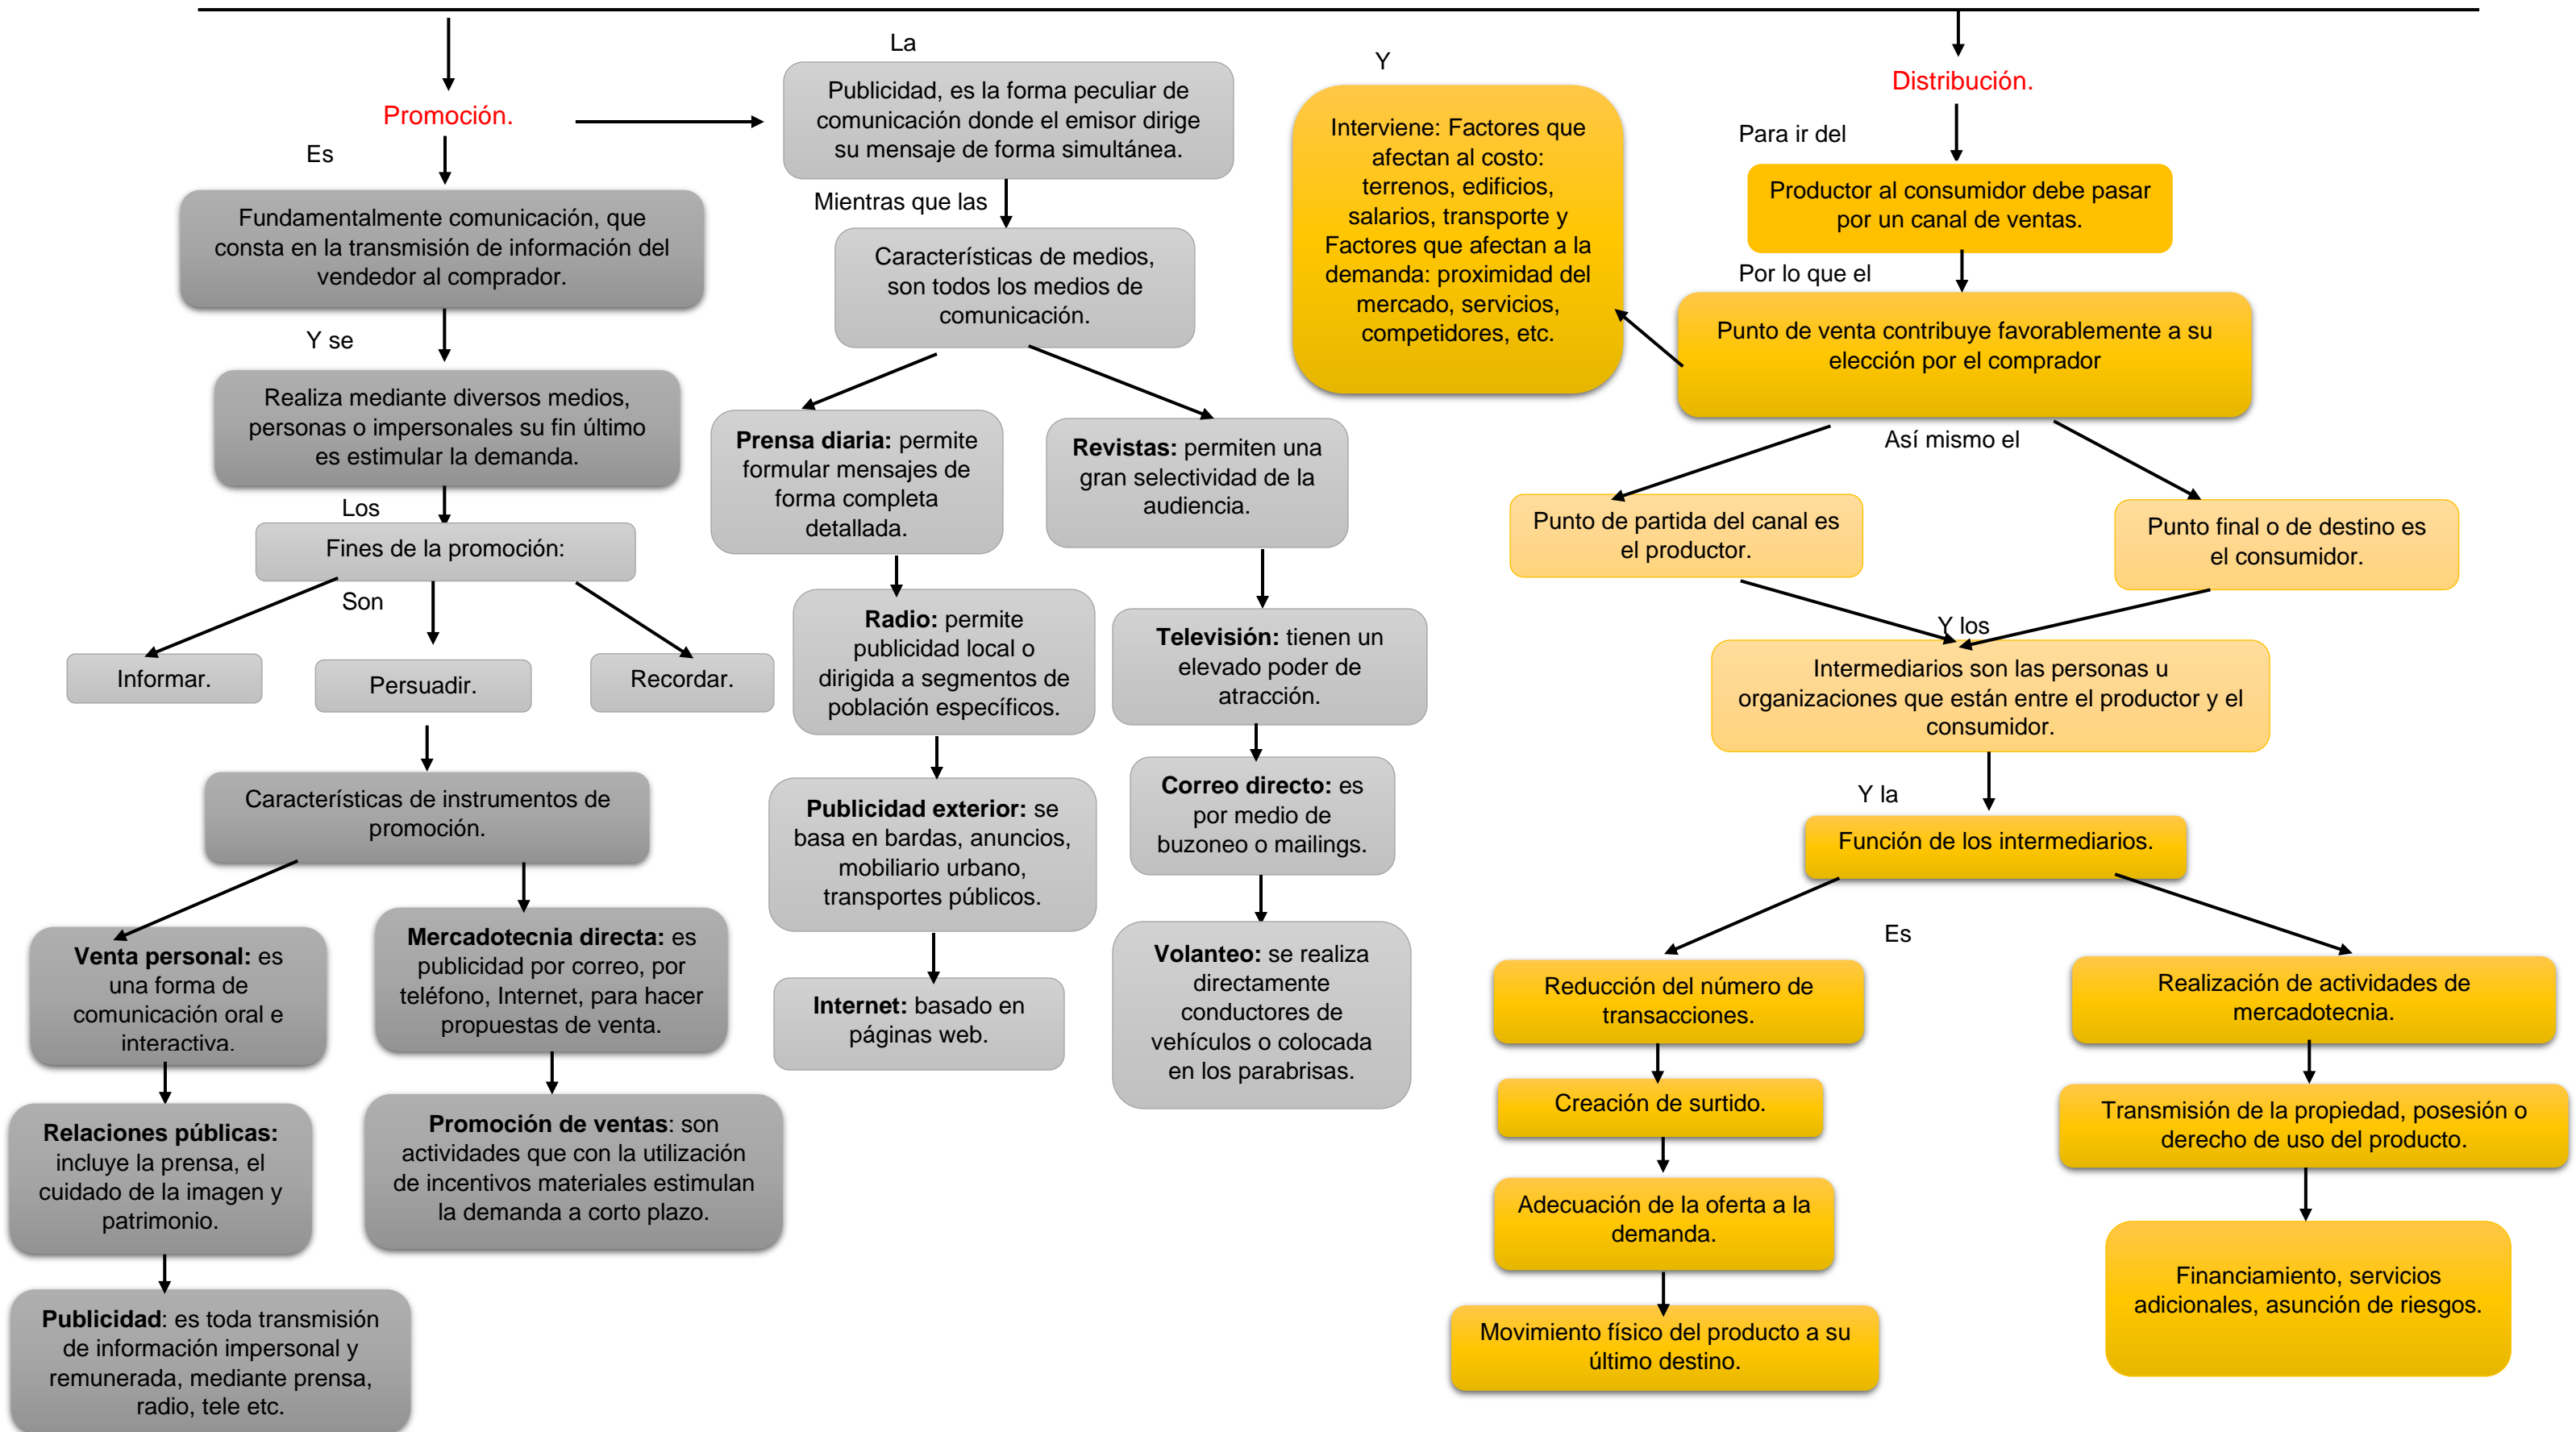 Promoción.
Es
Fundamentalmente comunicación, que
consta en la transmisión de información del
vendedor al comprador.
Y se
Realiza mediante diversos medios,
personas o impersonales su fin último
es estimular la demanda.
Los
Fines de la promoción:
Son
Informar.
Persuadir.
Recordar.
Características de instrumentos de
promoción.
Venta personal: es
una forma de
comunicación oral e
interactiva.
Relaciones públicas:
incluye la prensa, el
cuidado de la imagen y
patrimonio.
Publicidad: es toda transmisión
de información impersonal y
remunerada, mediante prensa,
radio, tele etc.
Mercadotecnia directa: es
publicidad por correo, por
teléfono, Internet, para hacer
propuestas de venta.
Promoción de ventas: son
actividades que con la utilización
de incentivos materiales estimulan
la demanda a corto plazo.
La
Publicidad, es la forma peculiar de
comunicación donde el emisor dirige
su mensaje de forma simultánea.
Mientras que las
Características de medios,
son todos los medios de
comunicación.
Prensa diaria: permite
formular mensajes de
forma completa
detallada.
Radio: permite
publicidad local o
dirigida a segmentos de
población específicos.
Publicidad exterior: se
basa en bardas, anuncios,
mobiliario urbano,
transportes públicos.
Internet: basado en
páginas web.
Revistas: permiten una
gran selectividad de la
audiencia.
Televisión: tienen un
elevado poder de
atracción.
Correo directo: es
por medio de
buzoneo o mailings.
Volanteo: se realiza
directamente
conductores de
vehículos o colocada
en los parabrisas.
Y
Interviene: Factores que
afectan al costo:
terrenos, edificios,
salarios, transporte y
Factores que afectan a la
demanda: proximidad del
mercado, servicios,
competidores, etc.
Distribución.
Para ir del
Productor al consumidor debe pasar
por un canal de ventas.
Por lo que el
Punto de venta contribuye favorablemente a su
elección por el comprador
Así mismo el
Punto de partida del canal es
el productor.
Punto final o de destino es
el consumidor.
Y los
Intermediarios son las personas u
organizaciones que están entre el productor y el
consumidor.
Y la
Función de los intermediarios.
Es
Reducción del número de
transacciones.
Creación de surtido.
Adecuación de la oferta a la
demanda.
Movimiento físico del producto a su
último destino.
Realización de actividades de
mercadotecnia.
Transmisión de la propiedad, posesión o
derecho de uso del producto.
Financiamiento, servicios
adicionales, asunción de riesgos.